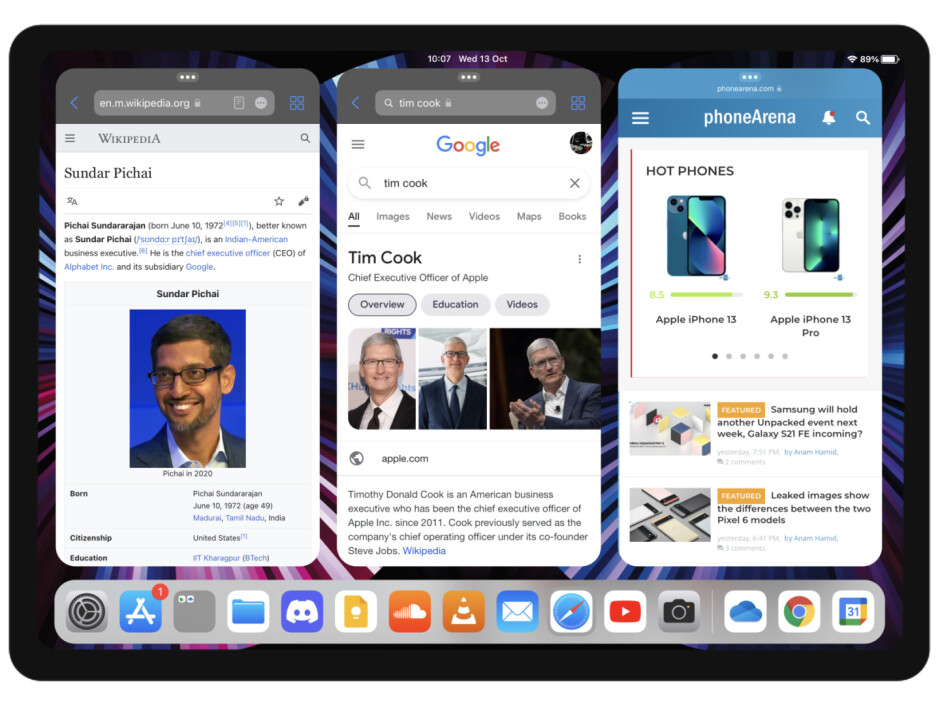 10:07 Wed 13 Oct
89%
en.m.wikipedia.org
WIKIPEDIA
Sundar Pichai
Pichai Sundararajan (born June 10, 1972[4][5][1]), better known
as Sundar Pichai (/ˈsʊndɑːr pɪˈtʃaɪ/), is an Indian-American
business executive.[6] He is the chief executive officer (CEO) of
Alphabet Inc. and its subsidiary Google.
Sundar Pichai
Pichai in 2020
Born Pichai Sundararajan
June 10, 1972 (age 49)
Madurai, Tamil Nadu, India
Citizenship United States[1]
Education IIT Kharagpur (BTech)
tim cook
Google
tim cook
All Images News Videos Maps Books
Tim Cook
Chief Executive Officer of Apple
Overview Education Videos
RIGHTS
apple.com
Timothy Donald Cook is an American business
executive who has been the chief executive officer of
Apple Inc. since 2011. Cook previously served as the
company's chief operating officer under its co-founder
Steve Jobs. Wikipedia
phonearena.com
phoneArena
HOT PHONES
8.5
9.3
Apple iPhone 13
Apple iPhone 13
Pro
FEATURED Samsung will hold
another Unpacked event next
week, Galaxy S21 FE incoming?
yesterday, 7:51 PM, by Anam Hamid,
2 comments
FEATURED Leaked images show
the differences between the two
Pixel 6 models
yesterday, 6:41 PM, by Anam Hamid,
3 comments
1
31